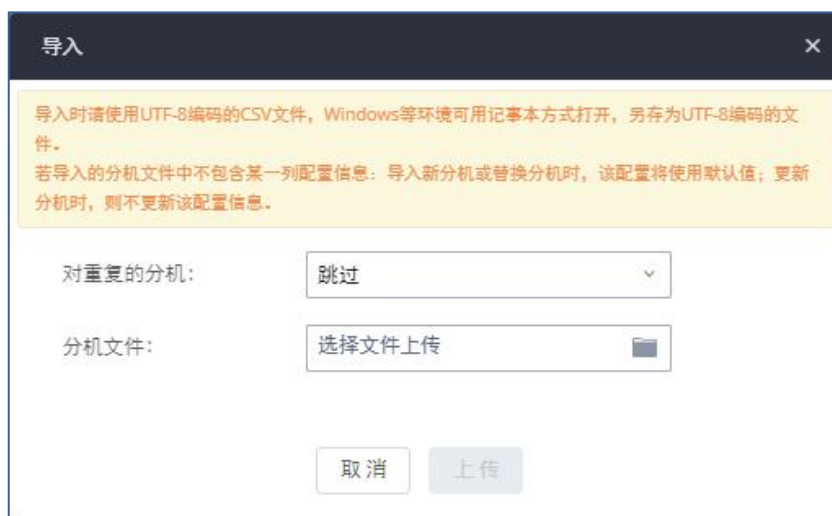 导入
导入时请使用UTF-8编码的CSV文件，Windows等环境可用记事本方式打开，另存为UTF-8编码的文
件。
若导入的分机文件中不包含某一列配置信息：导入新分机或替换分机时，该配置将使用默认值；更新
分机时，则不更新该配置信息。
对重复的分机：
跳过
分机文件：
选择文件上传
取消
上传